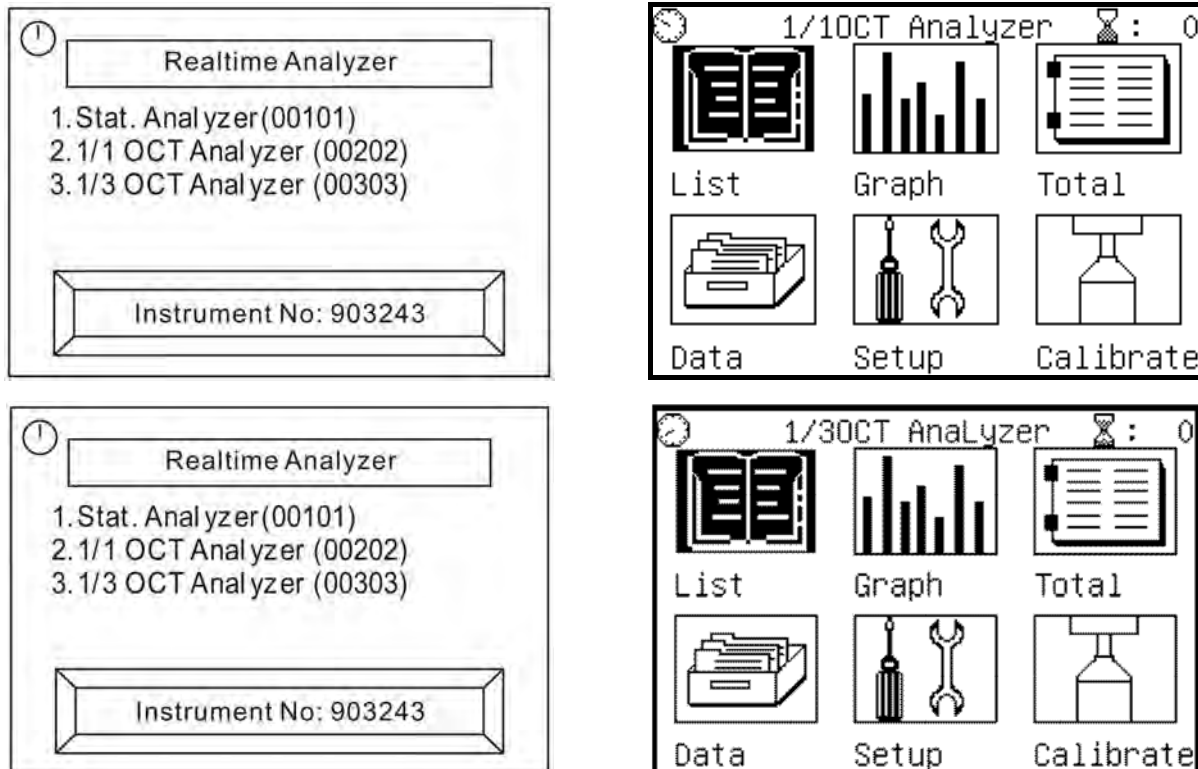 Realtime Analyzer
1.Stat. Analyzer(00101)
2.1/1 OCT Analyzer (00202)
3.1/3 OCT Analyzer (00303)
Instrument No: 903243
1/1OCT Analyzer : 0
List Graph Total
Data Setup Calibrate
Realtime Analyzer
1.Stat. Analyzer(00101)
2.1/1 OCT Analyzer (00202)
3.1/3 OCT Analyzer (00303)
Instrument No: 903243
1/3OCT AnaLyzer : 0
List Graph Total
Data Setup Calibrate